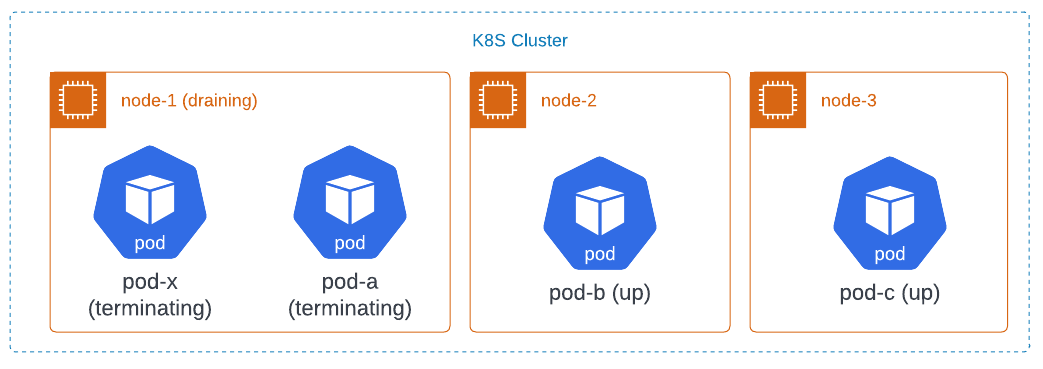 K8S Cluster
node-1 (draining)
node-2
node-3
pod
pod
pod
pod
pod-x
(terminating)
pod-a
(terminating)
pod-b (up)
pod-c (up)